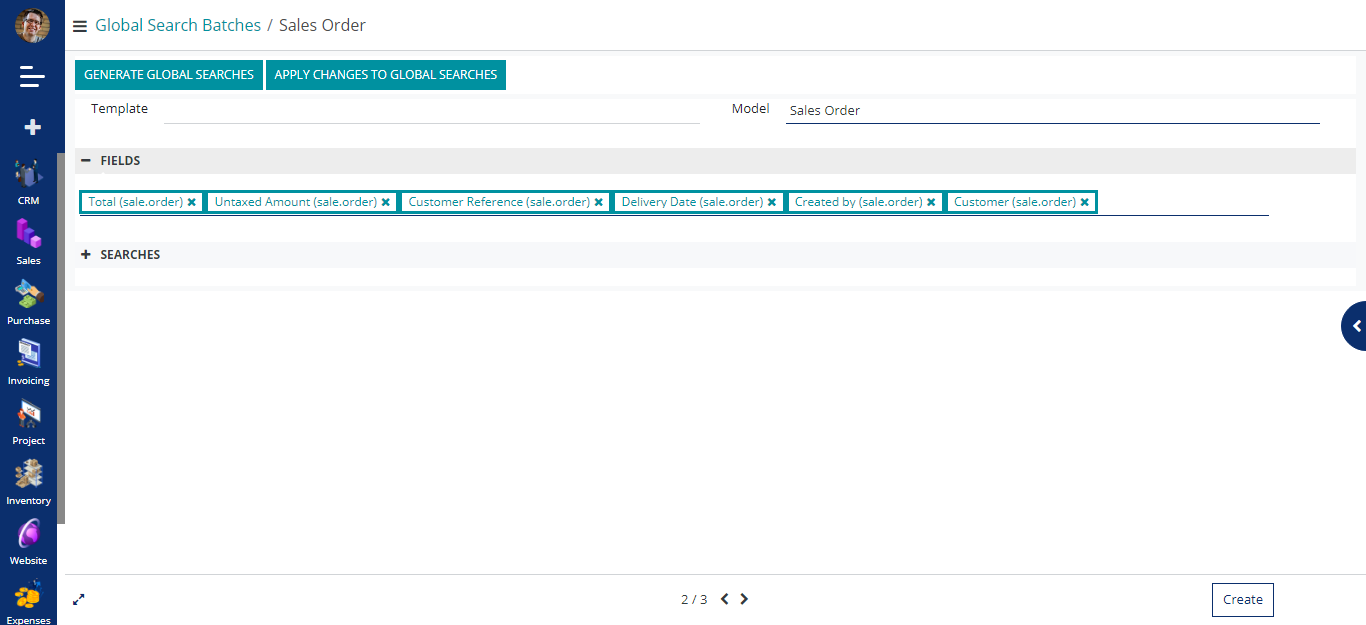 Global Search Batches / Sales Order
GENERATE GLOBAL SEARCHES
APPLY CHANGES TO GLOBAL SEARCHES
Template
Model
Sales Order
FIELDS
Total (sale.order)
Untaxed Amount (sale.order)
Customer Reference (sale.order)
Delivery Date (sale.order)
Created by (sale.order)
Customer (sale.order)
SEARCHES
CRM
Sales
Purchase
Invoicing
Project
Inventory
Website
Expenses
2 / 3
Create